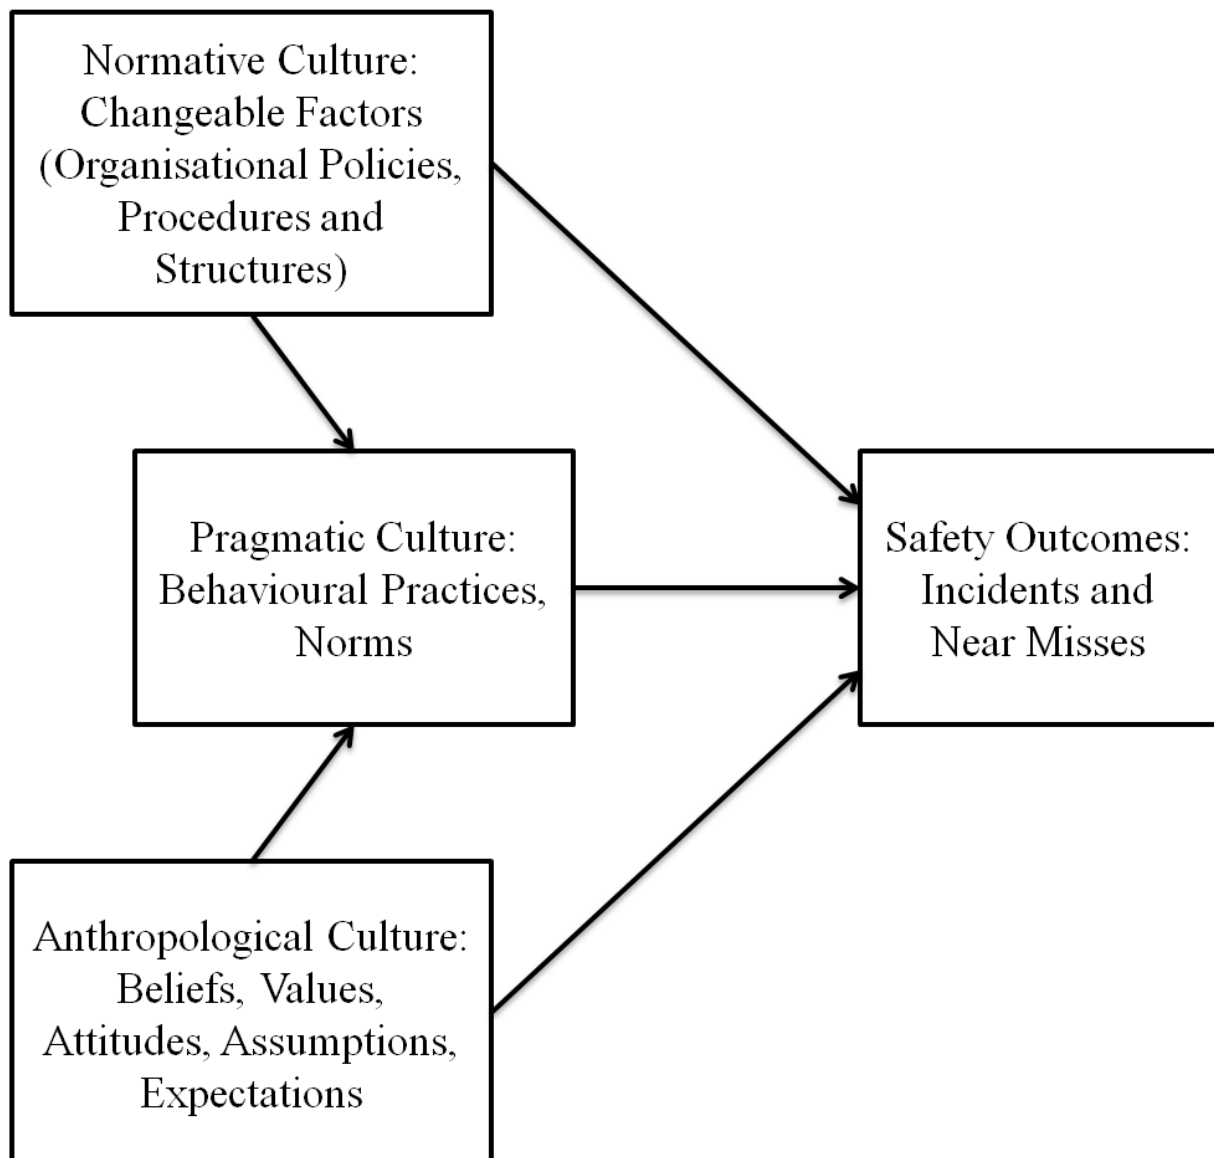 Normative Culture:
Changeable Factors
(Organisational Policies,
Procedures and
Structures)
Pragmatic Culture:
Behavioural Practices,
Norms
Safety Outcomes:
Incidents and
Near Misses
Anthropological Culture:
Beliefs, Values,
Attitudes, Assumptions,
Expectations